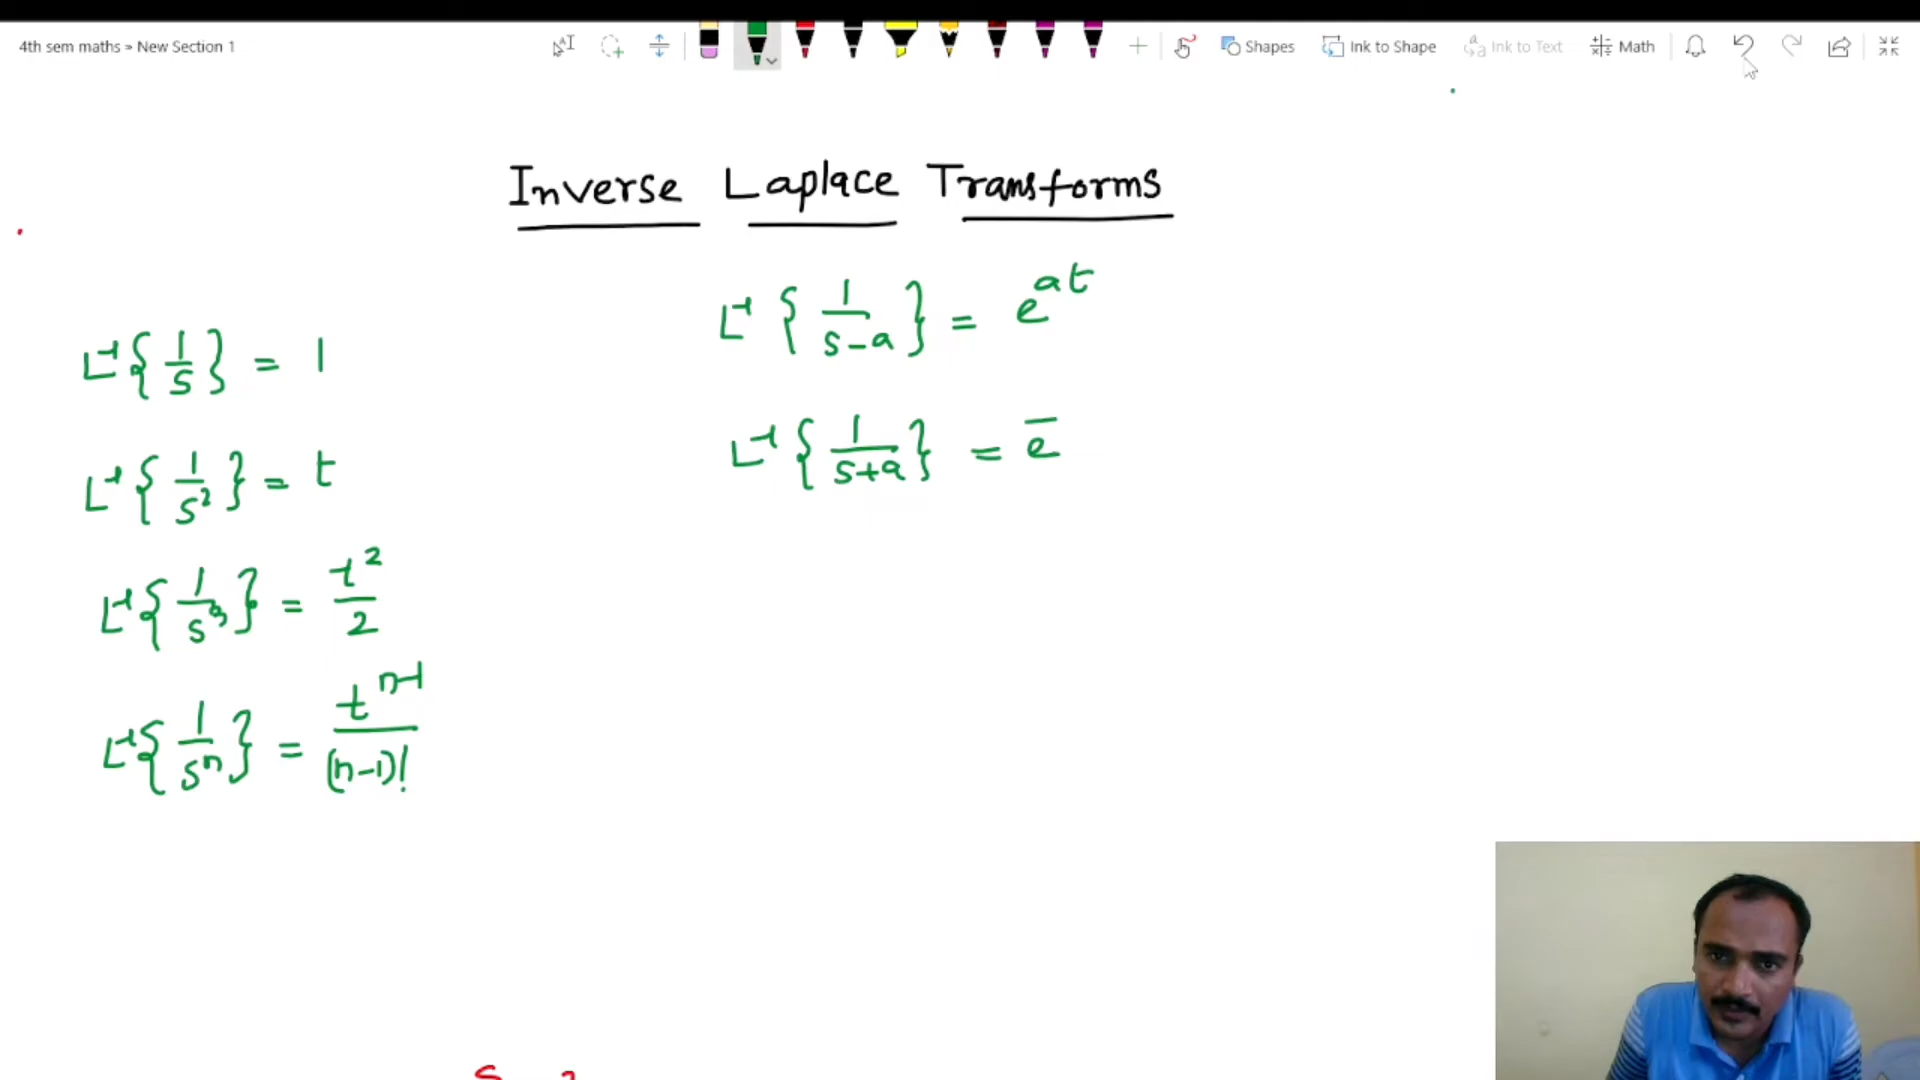 4th sem maths » New Section 1
Shapes Ink to Shape Ink to Text Math
Inverse Laplace Transforms
L⁻¹{1/s} = 1
L⁻¹{1/s²} = t
L⁻¹{1/s³} = t²/2
L⁻¹{1/sⁿ} = tⁿ⁻¹/(n-1)!
L⁻¹{1/(s-a)} = e^(at)
L⁻¹{1/(s+a)} = e⁻